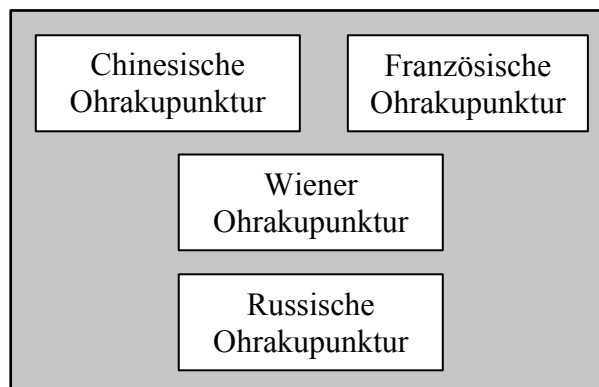 Chinesische
Ohrakupunktur
Französische
Ohrakupunktur
Wiener
Ohrakupunktur
Russische
Ohrakupunktur